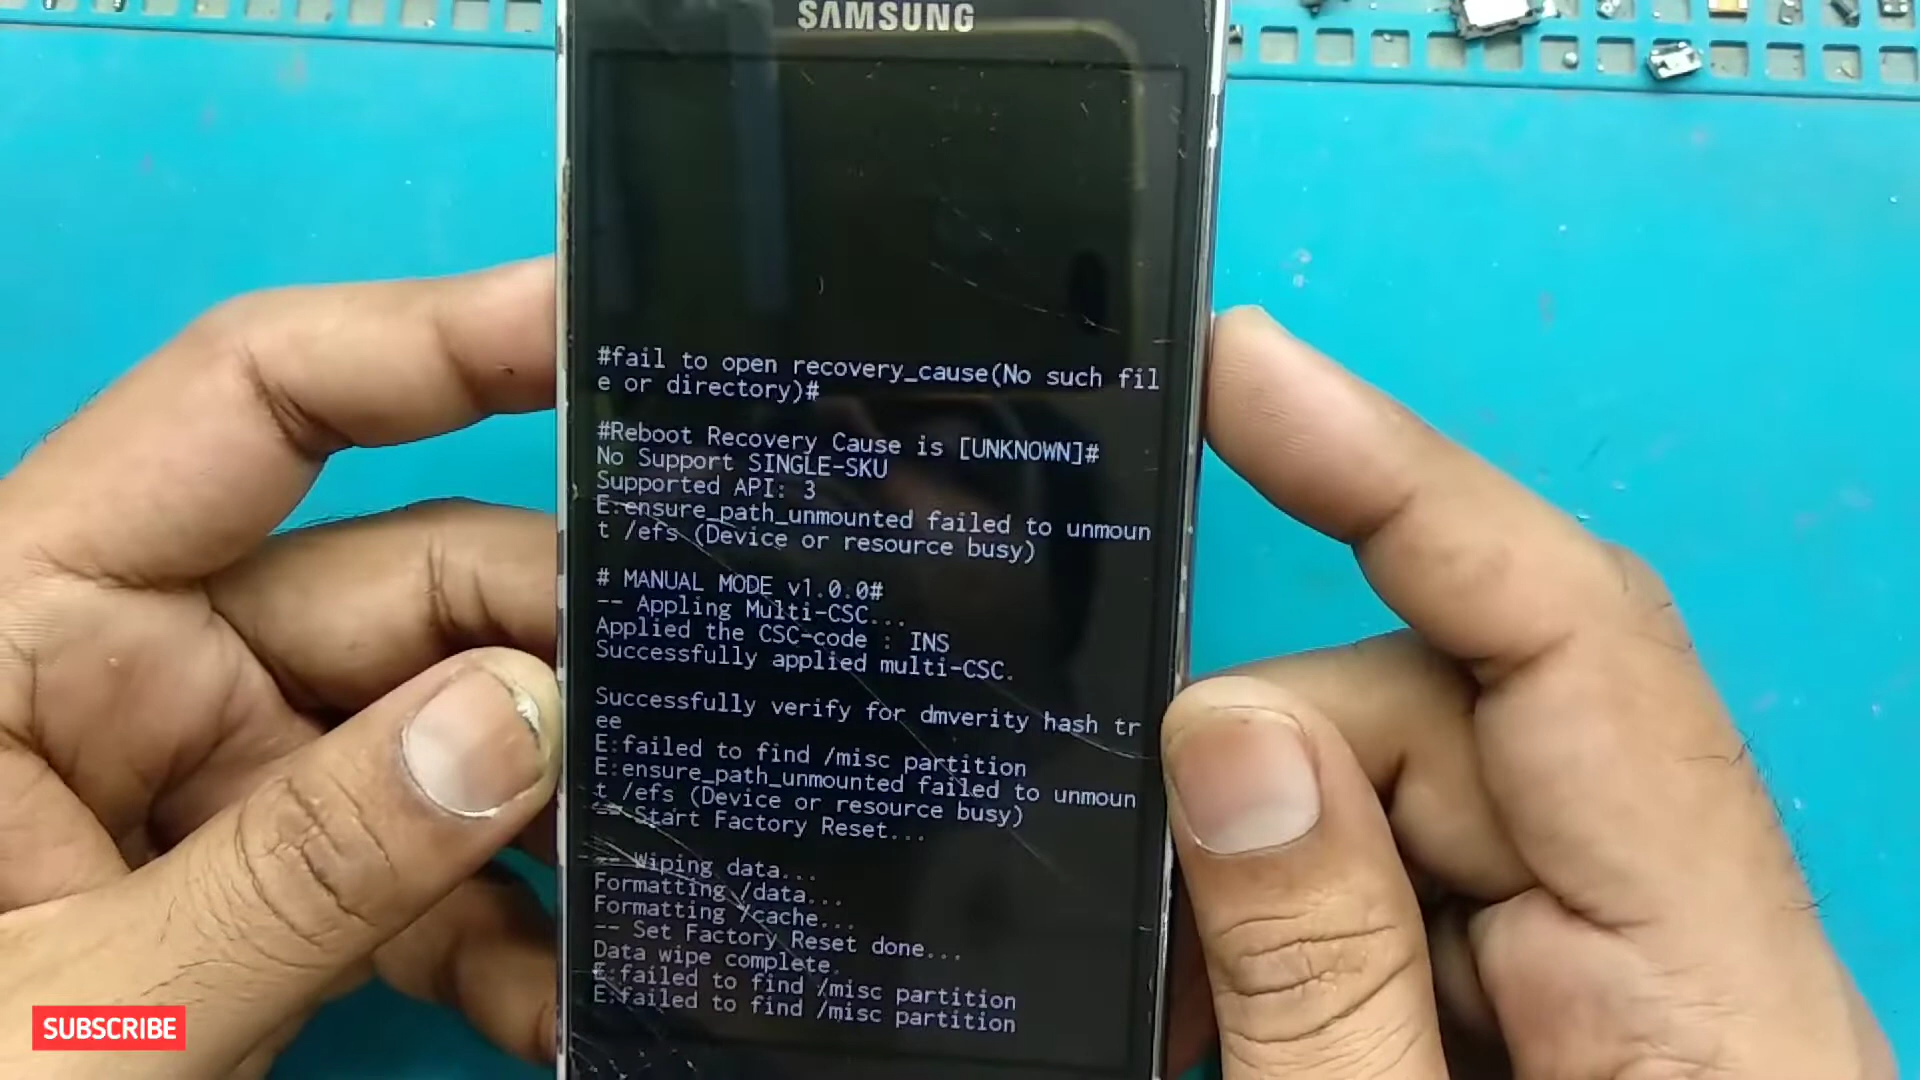 SAMSUNG
#fail to open recovery_cause(No such fil
e or directory)#
#Reboot Recovery Cause is [UNKNOWN]#
No Support SINGLE-SKU
Supported API: 3
E:ensure_path_unmounted failed to unmoun
t /efs (Device or resource busy)
# MANUAL MODE v1.0.0#
-- Appling Multi-CSC...
Applied the CSC-code : INS
Successfully applied multi-CSC.
Successfully verify for dmverity hash tr
ee
E:failed to find /misc partition
E:ensure_path_unmounted failed to unmoun
t /efs (Device or resource busy)
-- Start Factory Reset...
-- Wiping data...
Formatting /data...
Formatting /cache...
-- Set Factory Reset done...
Data wipe complete.
E:failed to find /misc partition
E:failed to find /misc partition
SUBSCRIBE